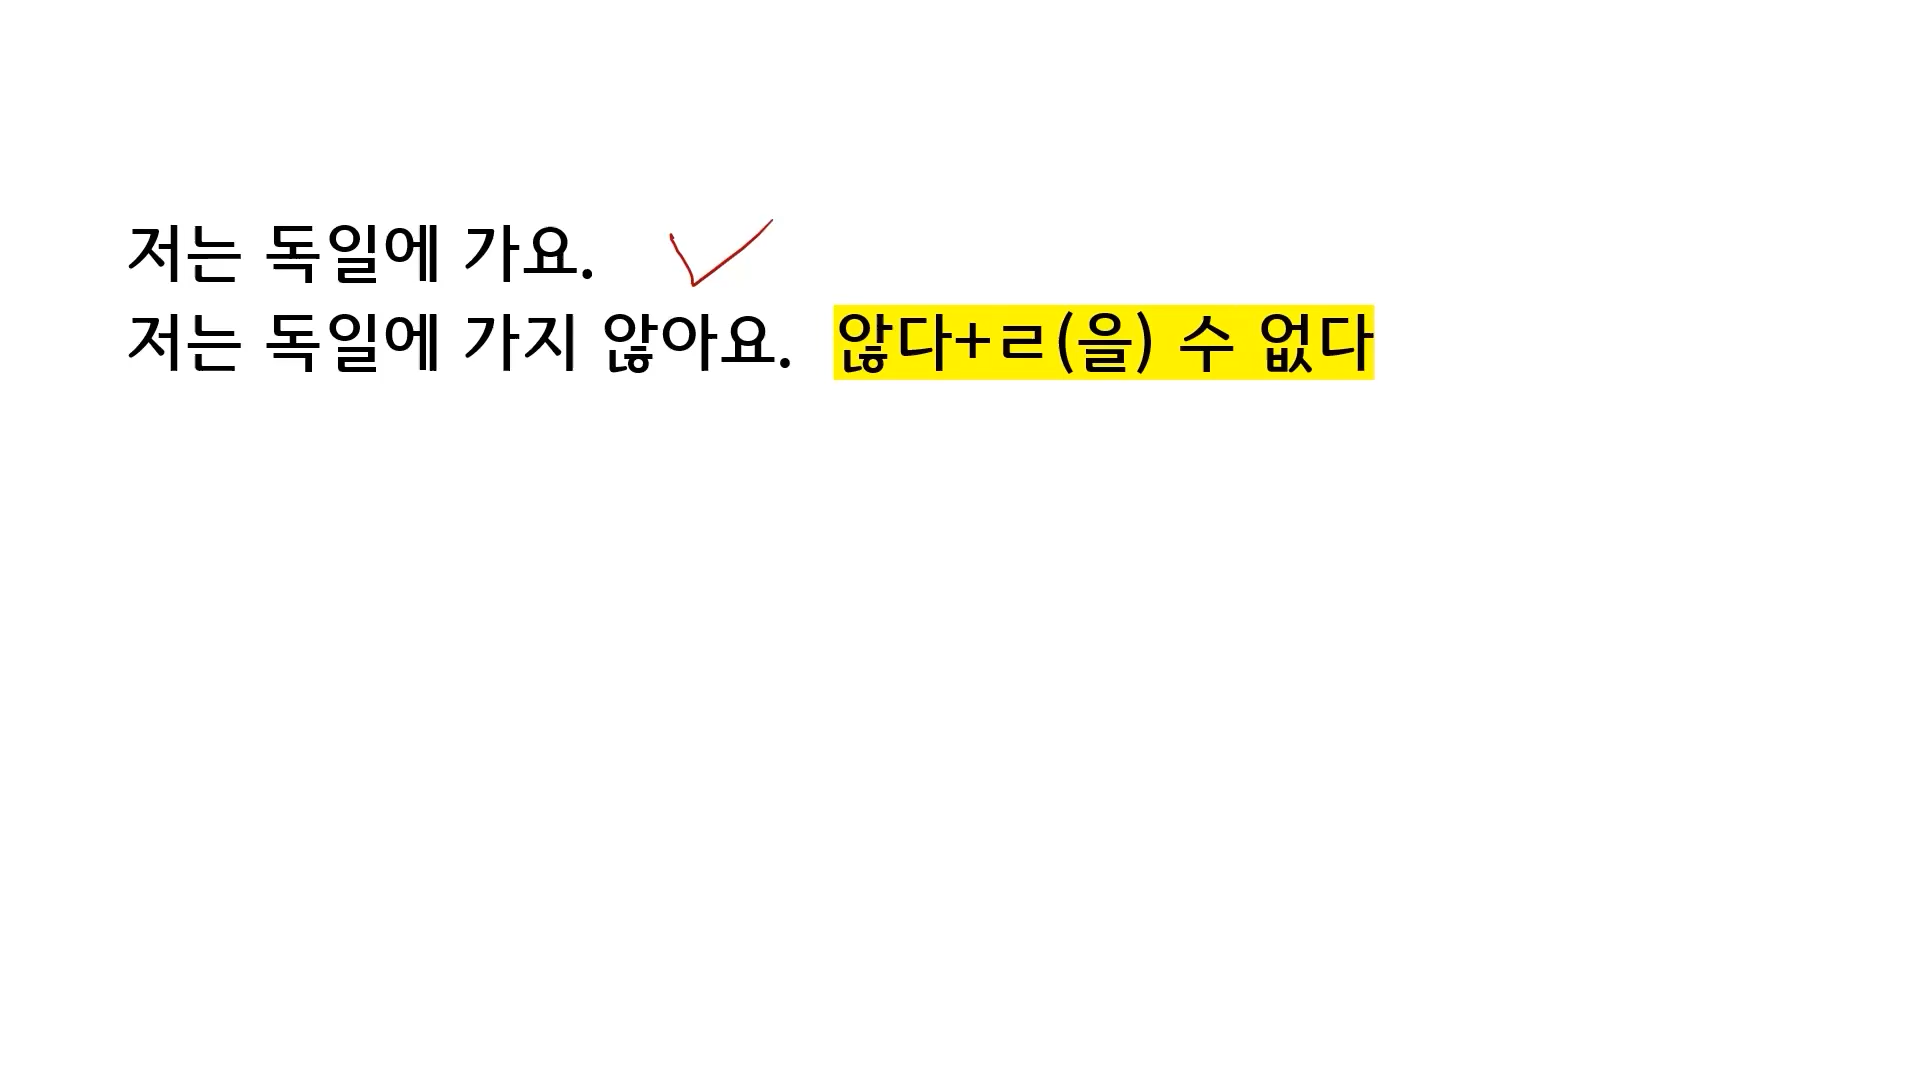 저는 독일에 가요.
저는 독일에 가지 않아요. 않다+ㄹ(을) 수 없다